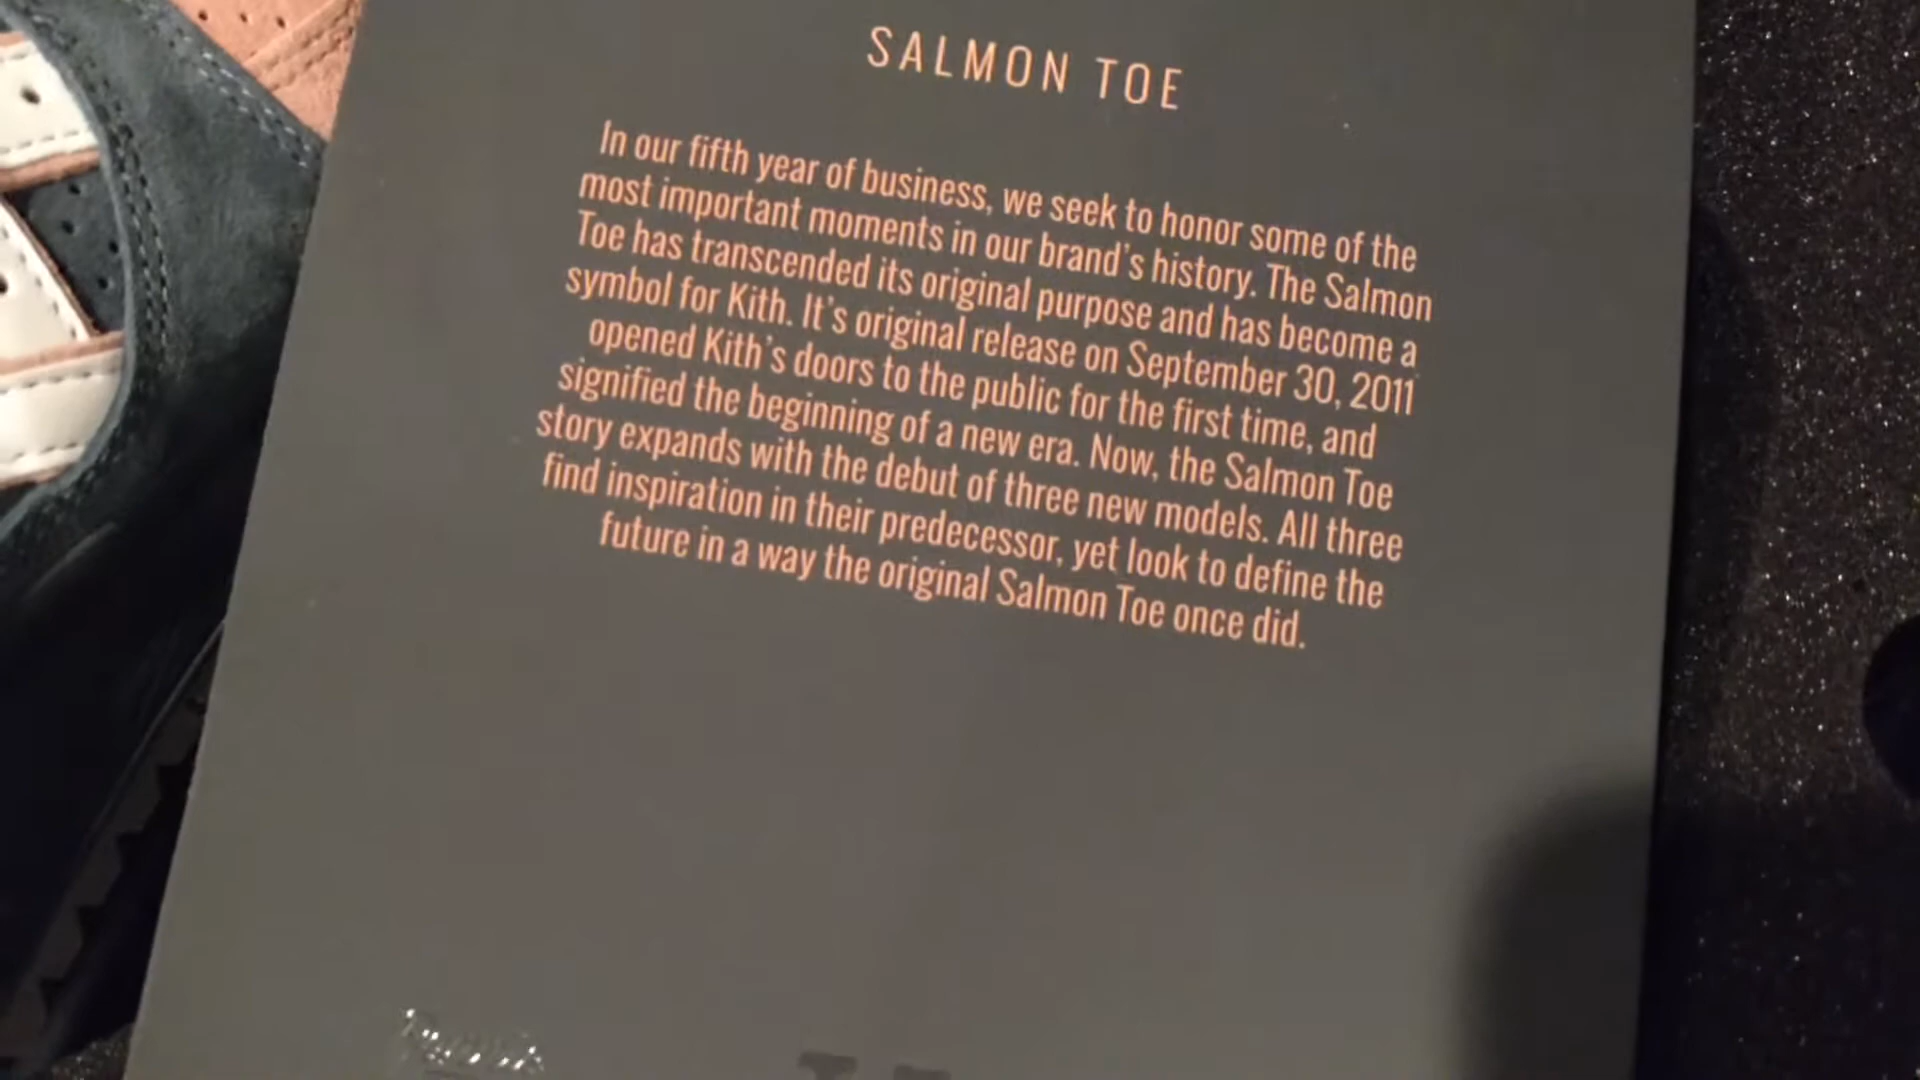 SALMON TOE
In our fifth year of business, we seek to honor some of the
most important moments in our brand's history. The Salmon
Toe has transcended its original purpose and has become a
symbol for Kith. It's original release on September 30, 2011
opened Kith's doors to the public for the first time, and
signified the beginning of a new era. Now, the Salmon Toe
story expands with the debut of three new models. All three
find inspiration in their predecessor, yet look to define the
future in a way the original Salmon Toe once did.